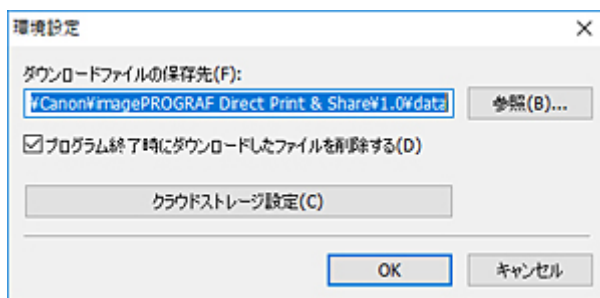 環境設定
ダウンロードファイルの保存先(F):
¥Canon¥imagePROGRAF Direct Print & Share¥1.0¥data
参照(B)...
プログラム終了時にダウンロードしたファイルを削除する(D)
クラウドストレージ設定(C)
OK
キャンセル